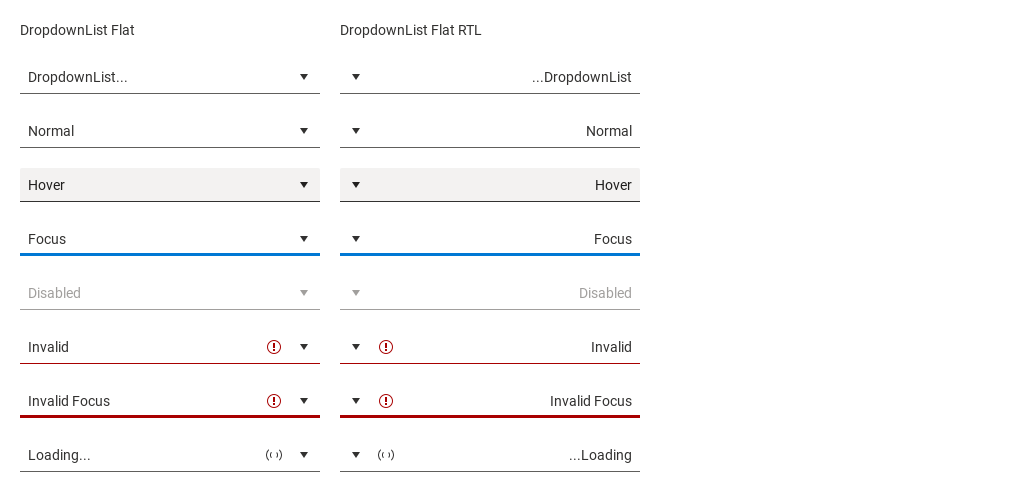 DropdownList Flat
DropdownList Flat RTL
DropdownList...
...DropdownList
Normal
Normal
Hover
Hover
Focus
Focus
Disabled
Disabled
Invalid
Invalid
Invalid Focus
Invalid Focus
Loading...
...Loading